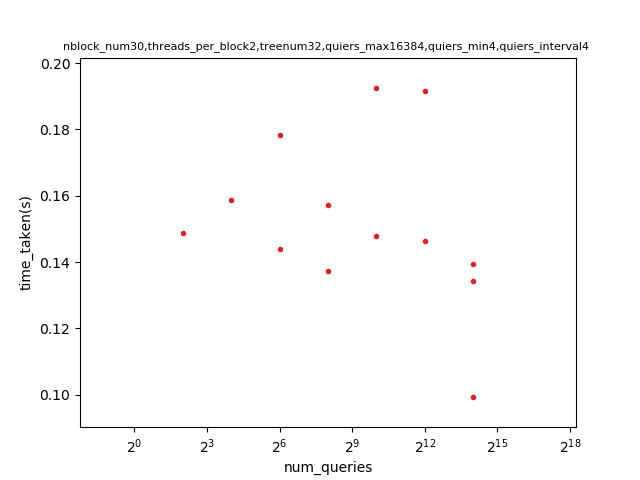 nblock_num30,threads_per_block2,treenum32,quiers_max16384,quiers_min4,quiers_interval4
0.20
0.18
0.16
0.14
0.12
0.10
time_taken(s)
2^0 2^3 2^6 2^9 2^12 2^15 2^18
num_queries